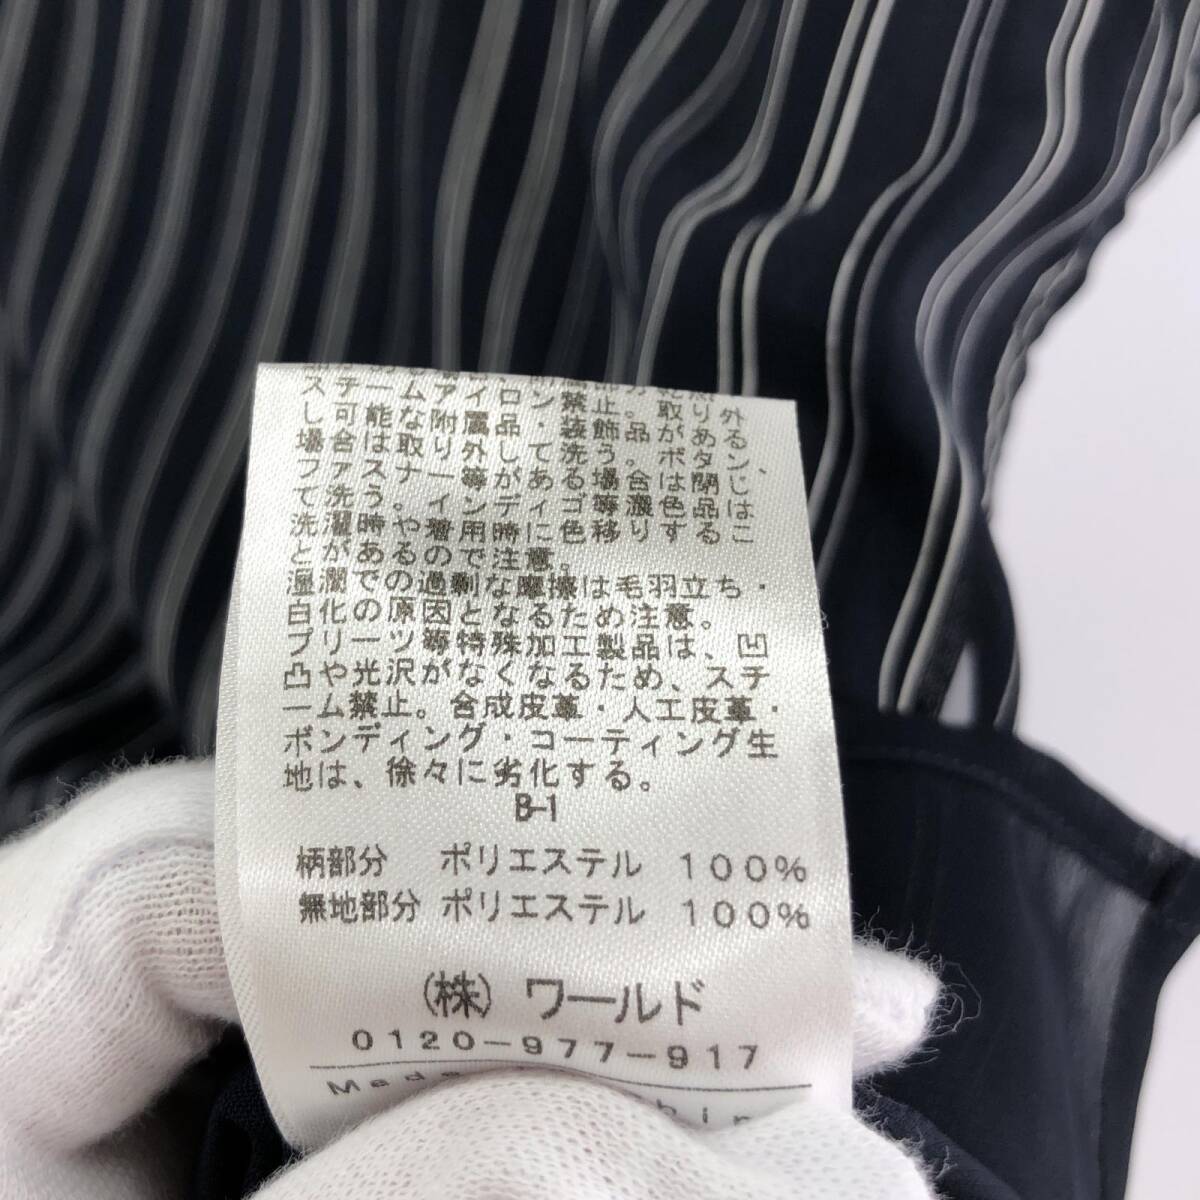 スチームアイロン禁止。取り外
し可能な附属品・装飾品がある
場合は取り外して洗う。ボタン、
ファスナー等がある場合は閉じ
て洗う。インディゴ等濃色品は
洗濯時や着用時に色移りするこ
とがあるので注意。
湿潤での過剰な摩擦は毛羽立ち・
白化の原因となるため注意。
プリーツ等特殊加工製品は、凹
凸や光沢がなくなるため、スチ
ーム禁止。合成皮革・人工皮革・
ボンディング・コーティング生
地は、徐々に劣化する。
B-1
柄部分 ポリエステル 100%
無地部分 ポリエステル 100%
(株)ワールド
0120-977-917
Made